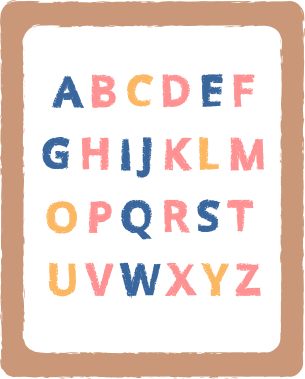 ABCDEF
GHIJKLM
OPQRST
UVWXYZ